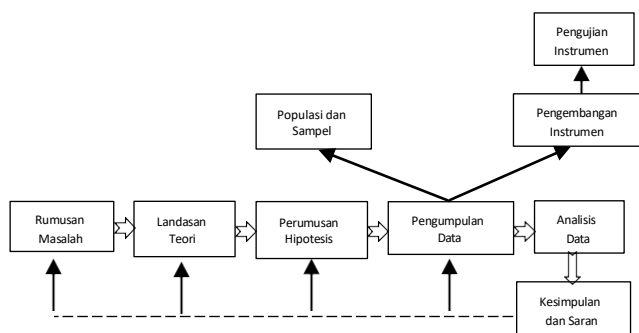 Pengujian
Instrumen
Populasi dan
Sampel
Pengembangan
Instrumen
Rumusan
Masalah
Landasan
Teori
Perumusan
Hipotesis
Pengumpulan
Data
Analisis
Data
Kesimpulan
dan Saran